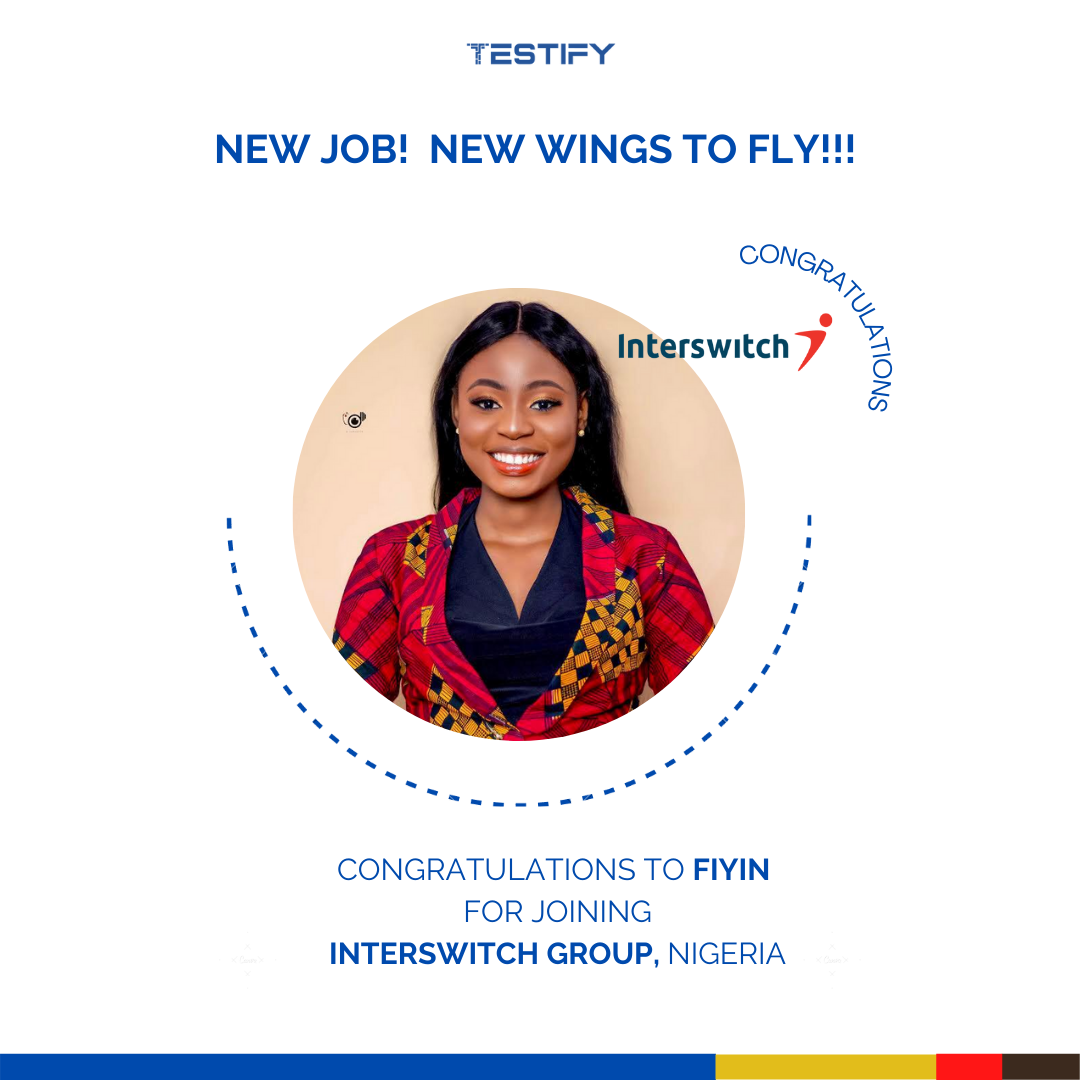 TESTIFY
NEW JOB! NEW WINGS TO FLY!!!
CONGRATULATIONS
Interswitch
CONGRATULATIONS TO FIYIN
FOR JOINING
INTERSWITCH GROUP, NIGERIA